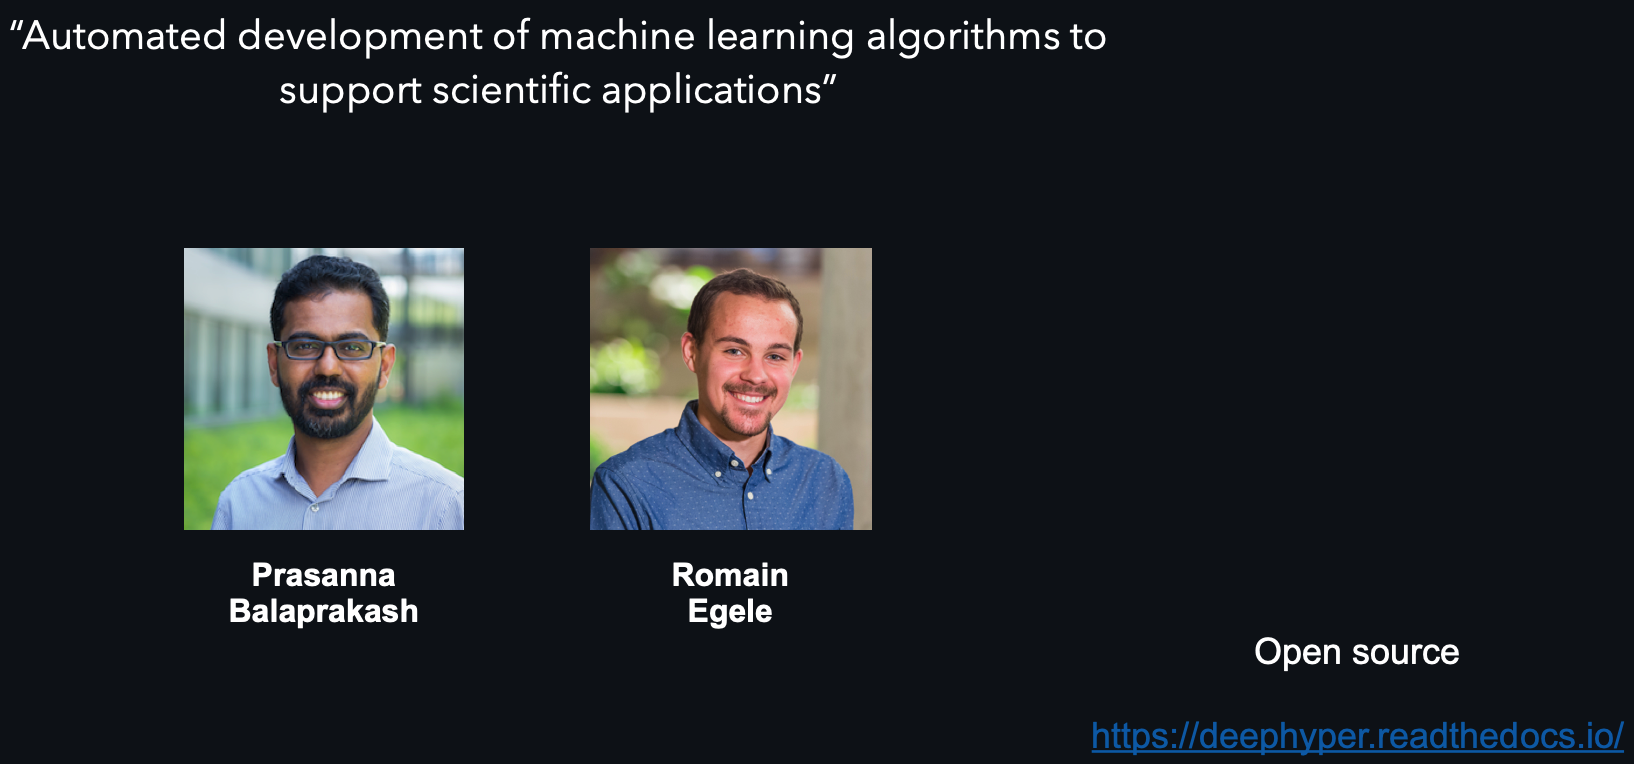 “Automated development of machine learning algorithms to
support scientific applications”
Prasanna
Balaprakash
Romain
Egele
Open source
https://deephyper.readthedocs.io/